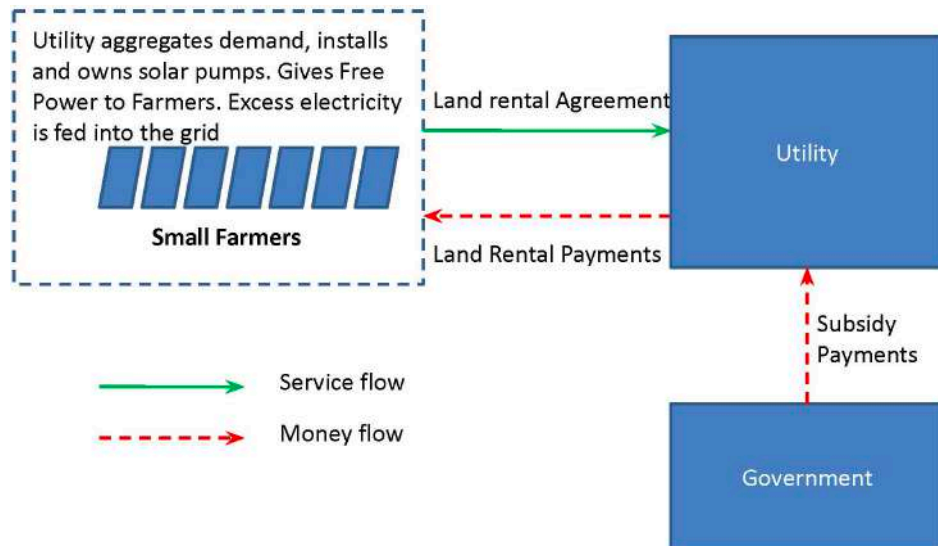 Utility aggregates demand, installs
and owns solar pumps. Gives Free
Power to Farmers. Excess electricity
is fed into the grid
Small Farmers
Land rental Agreement
Utility
Land Rental Payments
Subsidy
Payments
Service flow
Money flow
Government